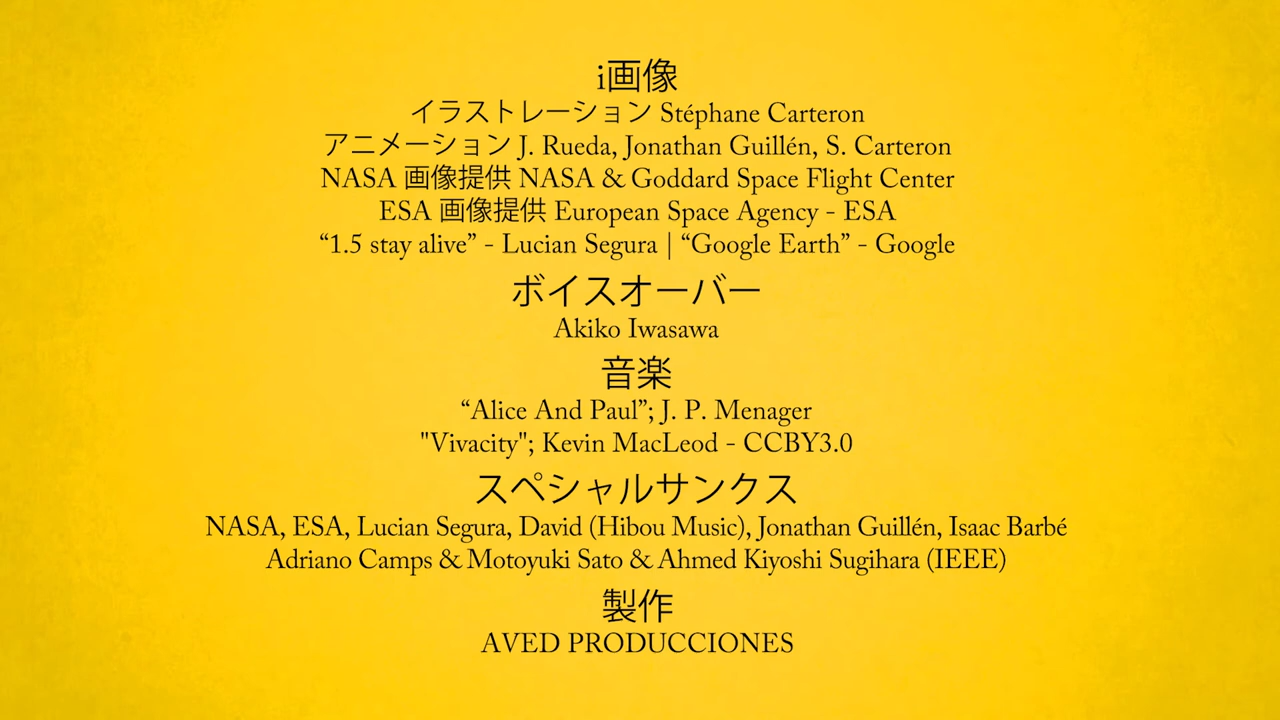 i画像
イラストレーション Stéphane Carteron
アニメーション J. Rueda, Jonathan Guillén, S. Carteron
NASA 画像提供 NASA & Goddard Space Flight Center
ESA 画像提供 European Space Agency - ESA
“1.5 stay alive” - Lucian Segura | “Google Earth” - Google
ボイスオーバー
Akiko Iwasawa
音楽
“Alice And Paul”; J. P. Menager
"Vivacity"; Kevin MacLeod - CCBY3.0
スペシャルサンクス
NASA, ESA, Lucian Segura, David (Hibou Music), Jonathan Guillén, Isaac Barbé
Adriano Camps & Motoyuki Sato & Ahmed Kiyoshi Sugihara (IEEE)
製作
AVED PRODUCCIONES